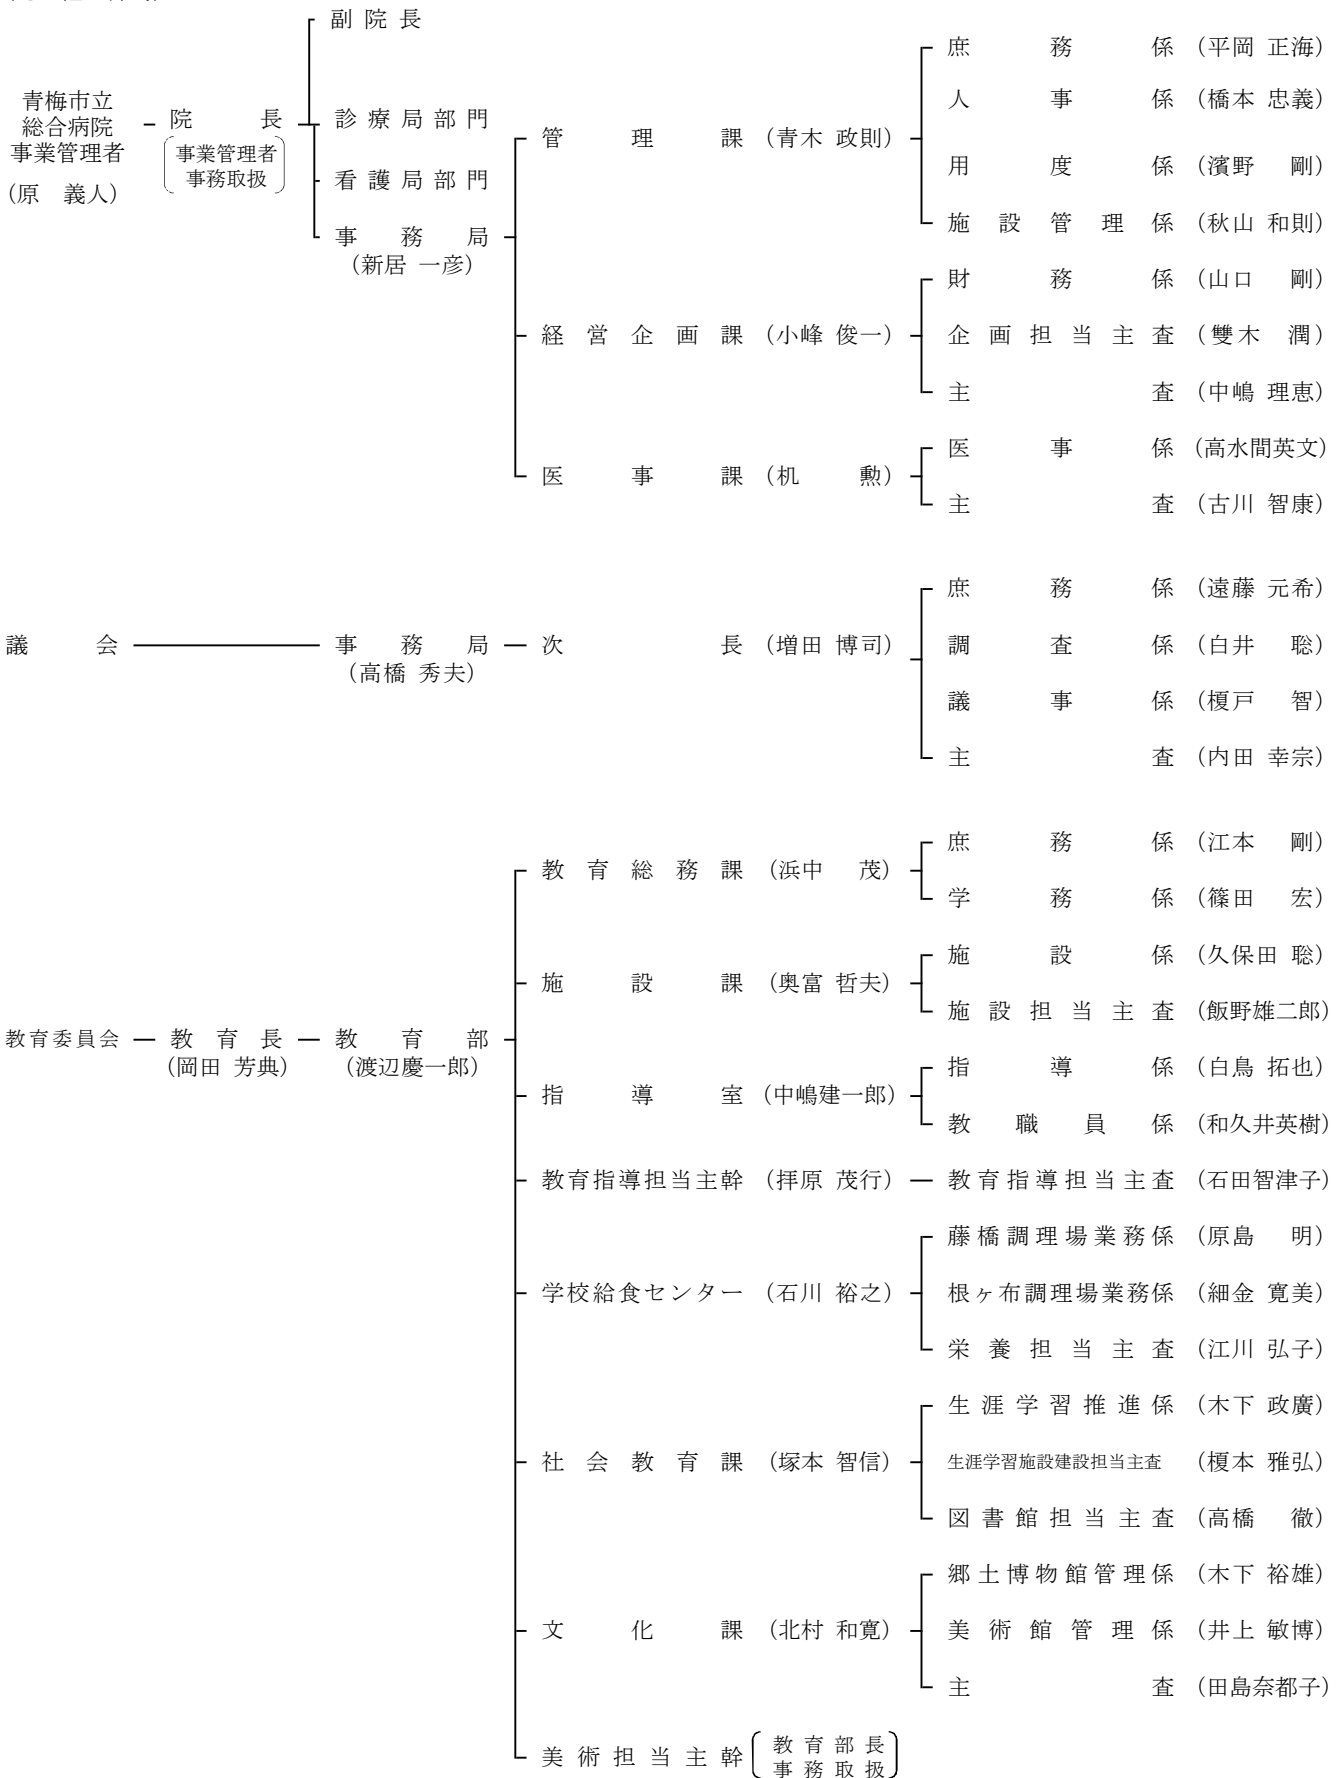 副院長
青梅市立
総合病院
事業管理者
(原 義人)
院長
事業管理者
事務取扱
診療局部門
看護局部門
事務局
(新居 一彦)
管理課 (青木 政則)
庶務係 (平岡 正海)
人事係 (橋本 忠義)
用度係 (濱野 剛)
施設管理係 (秋山 和則)
経営企画課 (小峰 俊一)
財務係 (山口 剛)
企画担当主査 (雙木 潤)
主査 (中嶋 理恵)
医事課 (机 勲)
医事係 (高水間英文)
主査 (古川 智康)
議会
事務局
(高橋 秀夫)
次長 (増田 博司)
庶務係 (遠藤 元希)
調査係 (白井 聡)
議事係 (榎戸 智)
主査 (内田 幸宗)
教育委員会
教育長
(岡田 芳典)
教育部
(渡辺慶一郎)
教育総務課 (浜中 茂)
庶務係 (江本 剛)
学務係 (篠田 宏)
施設課 (奥富 哲夫)
施設係 (久保田 聡)
施設担当主査 (飯野雄二郎)
指導室 (中嶋建一郎)
指導係 (白鳥 拓也)
教職員係 (和久井英樹)
教育指導担当主幹 (拝原 茂行)
教育指導担当主査 (石田智津子)
学校給食センター (石川 裕之)
藤橋調理場業務係 (原島 明)
根ヶ布調理場業務係 (細金 寛美)
栄養担当主査 (江川 弘子)
社会教育課 (塚本 智信)
生涯学習推進係 (木下 政廣)
生涯学習施設建設担当主査 (榎本 雅弘)
図書館担当主査 (高橋 徹)
文化課 (北村 和寛)
郷土博物館管理係 (木下 裕雄)
美術館管理係 (井上 敏博)
主査 (田島奈都子)
美術担当主幹
教育部長
事務取扱